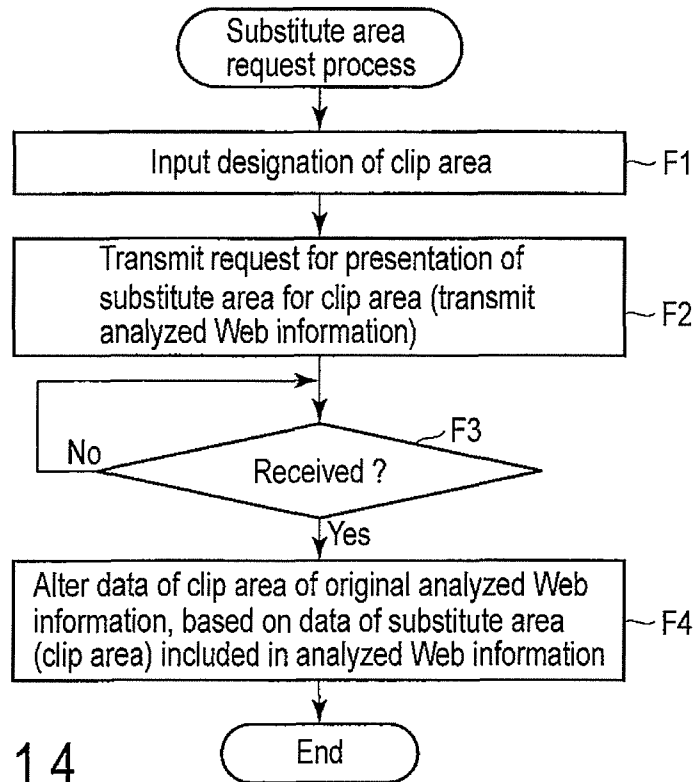 Substitute area
request process
Input designation of clip area
F1
Transmit request for presentation of
substitute area for clip area (transmit
analyzed Web information)
F2
F3
No
Received ?
Yes
Alter data of clip area of original analyzed Web
information, based on data of substitute area
(clip area) included in analyzed Web information
F4
End
14